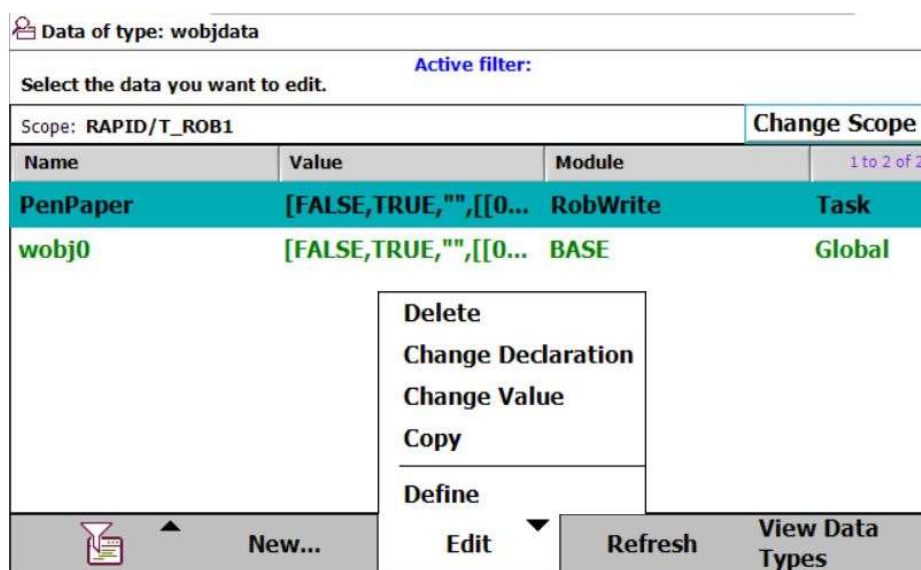 Data of type: wobjdata
Active filter:
Select the data you want to edit.
Scope: RAPID/T_ROB1 Change Scope
Name Value Module 1 to 2 of 2
PenPaper [FALSE,TRUE,"",[[0... RobWrite Task
wobj0 [FALSE,TRUE,"",[[0... BASE Global
Delete
Change Declaration
Change Value
Copy
Define
New... Edit Refresh View Data
Types